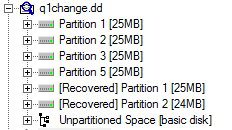 q1change.dd
Partition 1 [25MB]
Partition 2 [25MB]
Partition 3 [25MB]
Partition 5 [25MB]
[Recovered] Partition 1 [25MB]
[Recovered] Partition 2 [24MB]
Unpartitioned Space [basic disk]